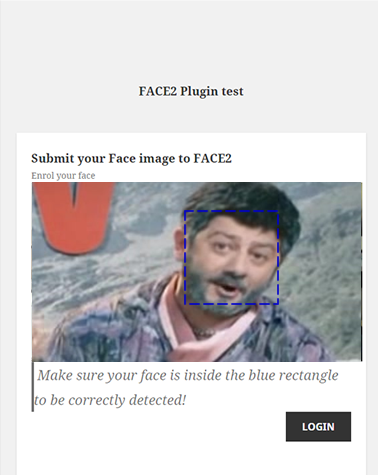 FACE2 Plugin test
Submit your Face image to FACE2
Enrol your face
V
Make sure your face is inside the blue rectangle
to be correctly detected!
LOGIN